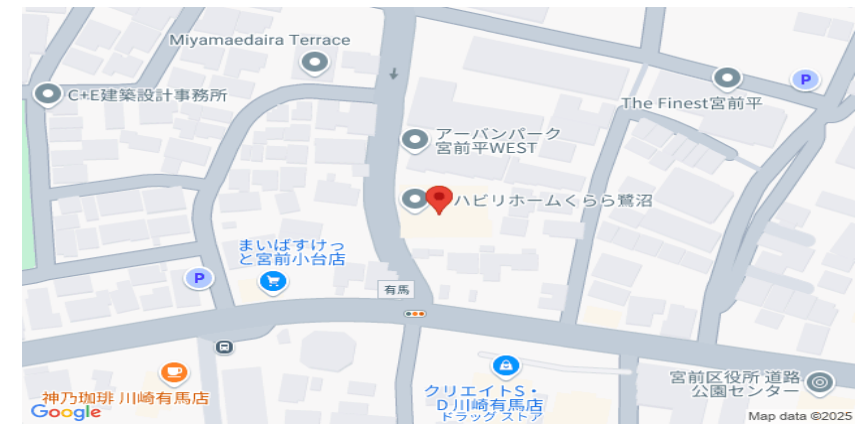 Miyamaedaira Terrace
C+E建築設計事務所
P
The Finest宮前平
アーバンパーク
宮前平WEST
ハビリホームくらら鷺沼
まいばすけっ
と宮前小台店
P
有馬
神乃珈琲 川崎有馬店
クリエイトS・
D川崎有馬店
ドラッグ ストア
宮前区役所 道路
公園センター
Google
Map data ©2025